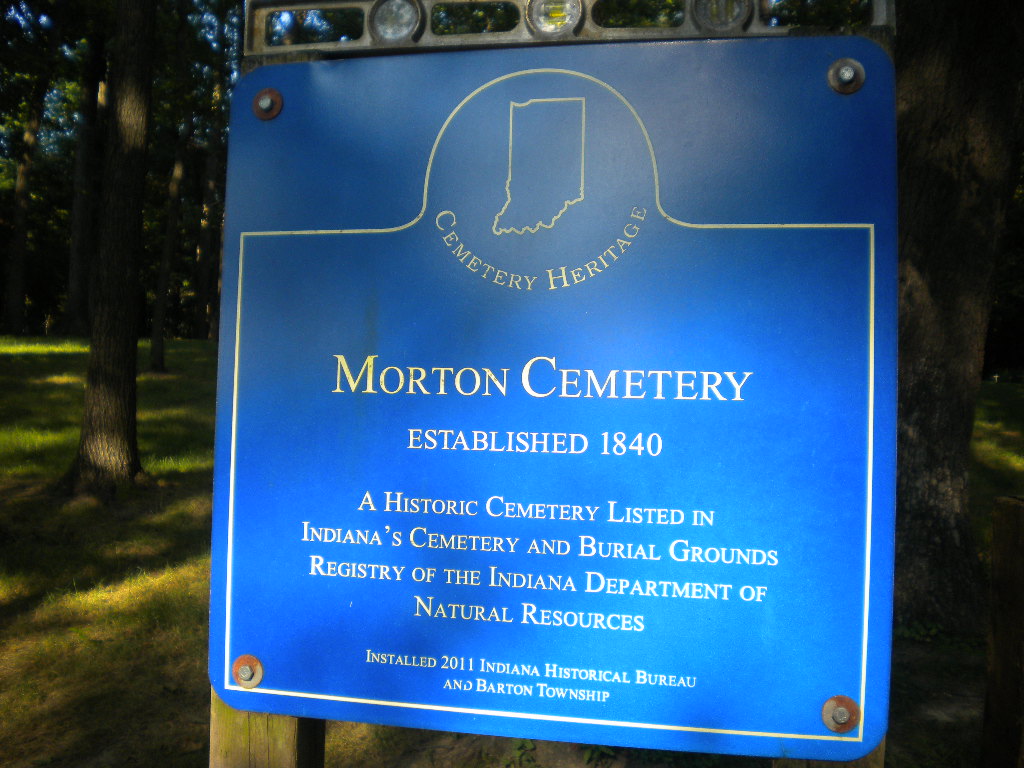 CEMETERY HERITAGE
MORTON CEMETERY
ESTABLISHED 1840
A HISTORIC CEMETERY LISTED IN
INDIANA'S CEMETERY AND BURIAL GROUNDS
REGISTRY OF THE INDIANA DEPARTMENT OF
NATURAL RESOURCES
INSTALLED 2011 INDIANA HISTORICAL BUREAU
AND BARTON TOWNSHIP